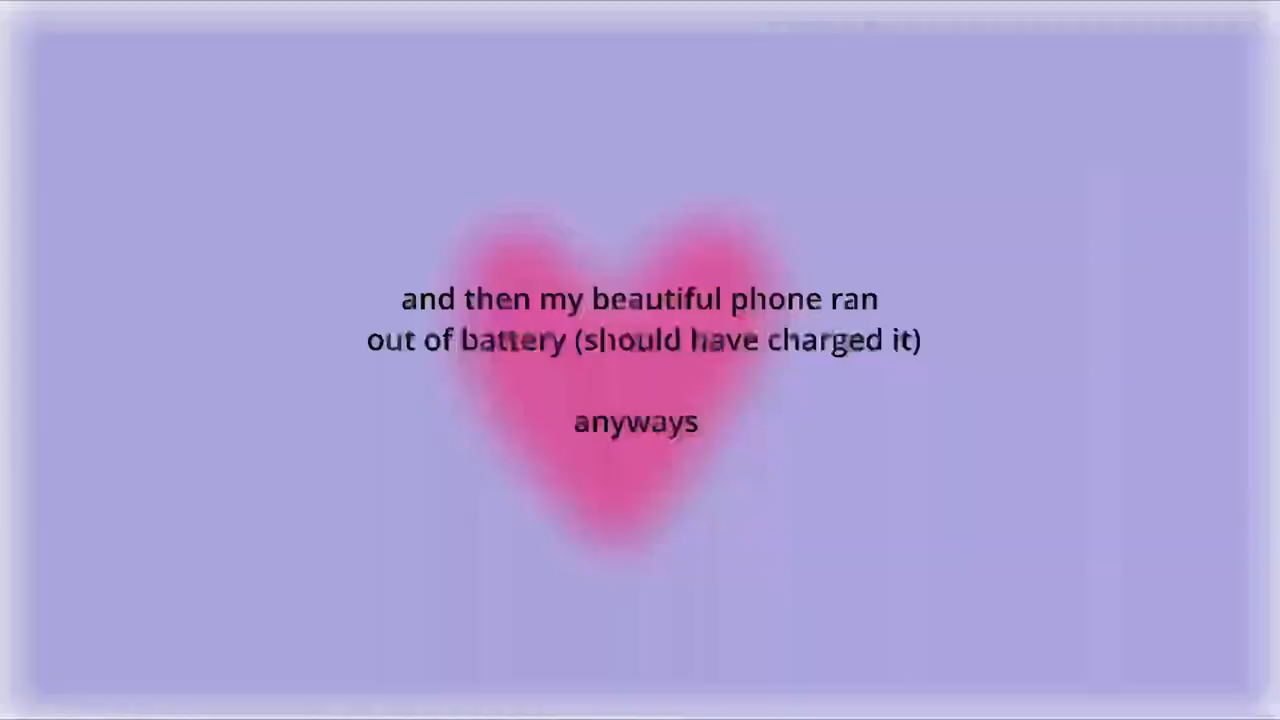 and then my beautiful phone ran
out of battery (should have charged it)
anyways